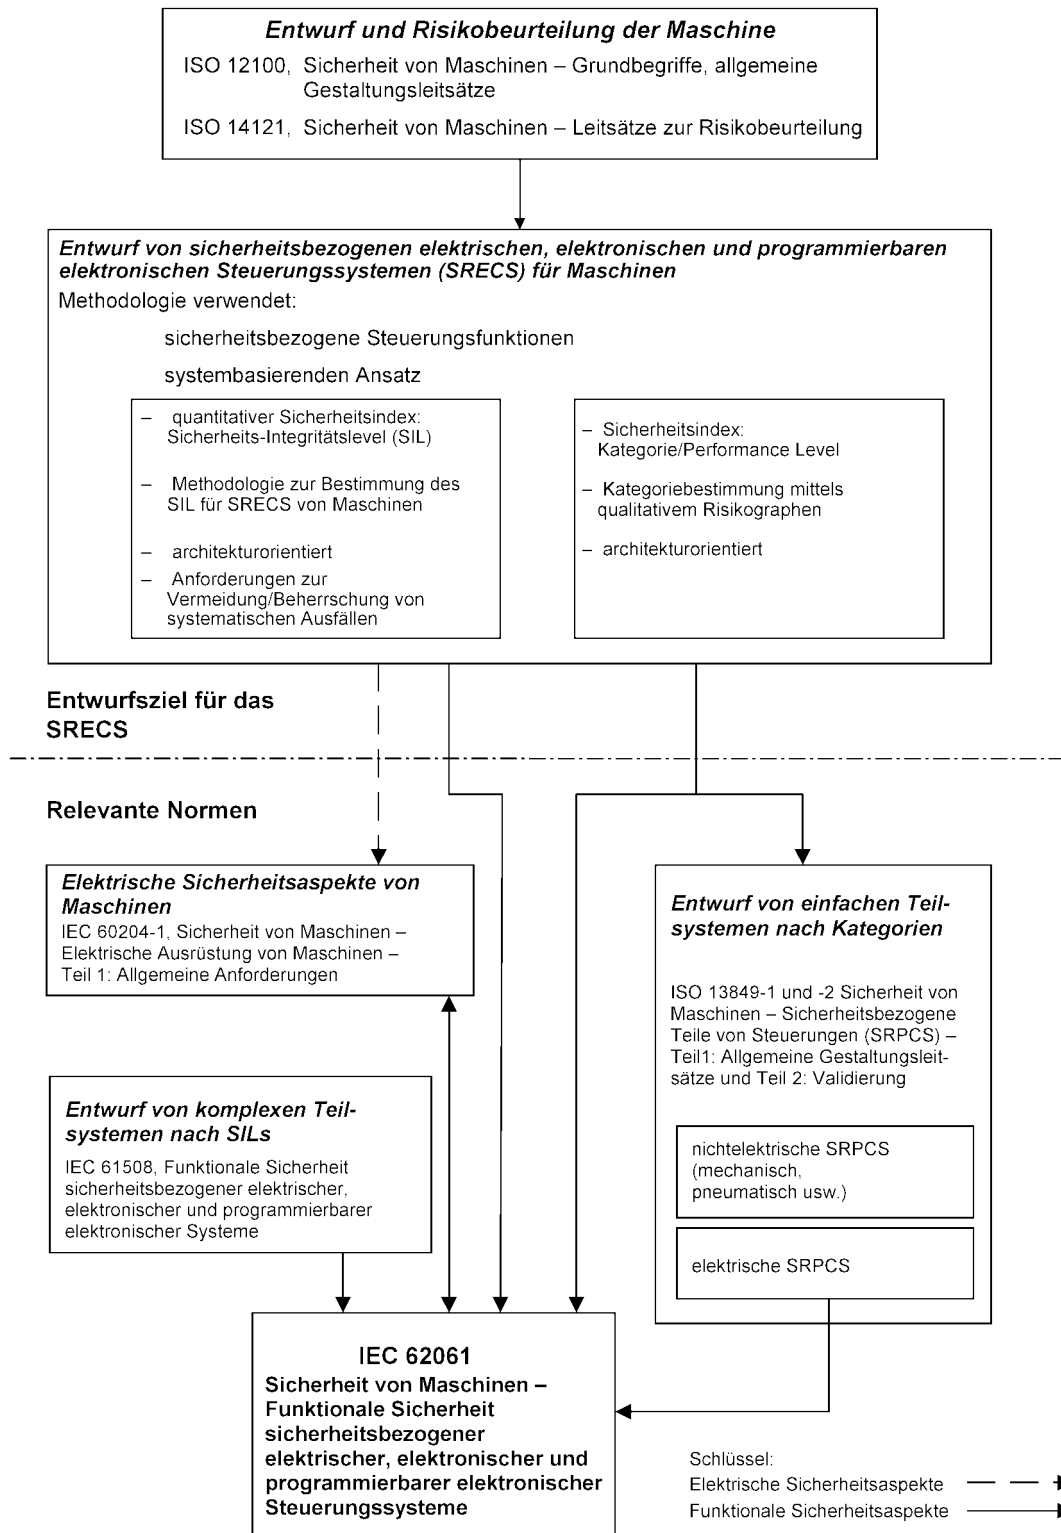 Entwurf und Risikobeurteilung der Maschine
ISO 12100, Sicherheit von Maschinen – Grundbegriffe, allgemeine
Gestaltungsleitsätze
ISO 14121, Sicherheit von Maschinen – Leitsätze zur Risikobeurteilung
Entwurf von sicherheitsbezogenen elektrischen, elektronischen und programmierbaren
elektronischen Steuerungssystemen (SRECS) für Maschinen
Methodologie verwendet:
sicherheitsbezogene Steuerungsfunktionen
systembasierenden Ansatz
– quantitativer Sicherheitsindex:
Sicherheits-Integritätslevel (SIL)
– Methodologie zur Bestimmung des
SIL für SRECS von Maschinen
– architekturorientiert
– Anforderungen zur
Vermeidung/Beherrschung von
systematischen Ausfällen
– Sicherheitsindex:
Kategorie/Performance Level
– Kategoriebestimmung mittels
qualitativem Risikographen
– architekturorientiert
Entwurfsziel für das
SRECS
Relevante Normen
Elektrische Sicherheitsaspekte von
Maschinen
IEC 60204-1, Sicherheit von Maschinen –
Elektrische Ausrüstung von Maschinen –
Teil 1: Allgemeine Anforderungen
Entwurf von komplexen Teil-
systemen nach SILs
IEC 61508, Funktionale Sicherheit
sicherheitsbezogener elektrischer,
elektronischer und programmierbarer
elektronischer Systeme
Entwurf von einfachen Teil-
systemen nach Kategorien
ISO 13849-1 und -2 Sicherheit von
Maschinen – Sicherheitsbezogene
Teile von Steuerungen (SRPCS) –
Teil1: Allgemeine Gestaltungsleit-
sätze und Teil 2: Validierung
nichtelektrische SRPCS
(mechanisch,
pneumatisch usw.)
elektrische SRPCS
IEC 62061
Sicherheit von Maschinen –
Funktionale Sicherheit
sicherheitsbezogener
elektrischer, elektronischer und
programmierbarer elektronischer
Steuerungssysteme
Schlüssel:
Elektrische Sicherheitsaspekte
Funktionale Sicherheitsaspekte